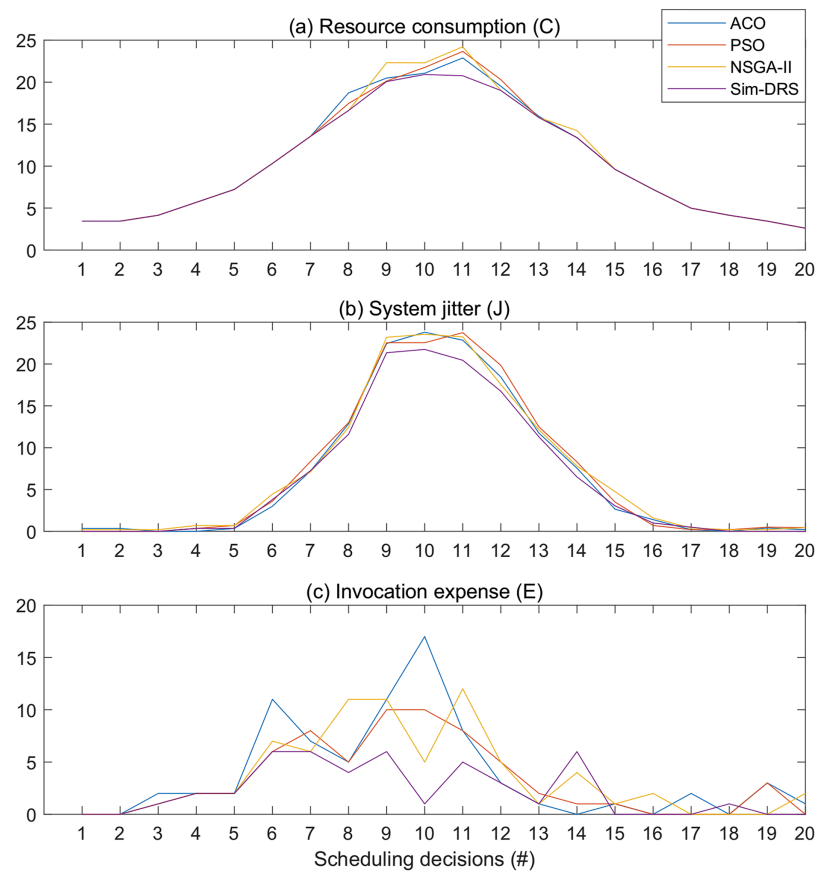 (a) Resource consumption (C)
ACO
PSO
NSGA-II
Sim-DRS
25
20
15
10
5
0
1 2 3 4 5 6 7 8 9 10 11 12 13 14 15 16 17 18 19 20
(b) System jitter (J)
25
20
15
10
5
0
1 2 3 4 5 6 7 8 9 10 11 12 13 14 15 16 17 18 19 20
(c) Invocation expense (E)
20
15
10
5
0
1 2 3 4 5 6 7 8 9 10 11 12 13 14 15 16 17 18 19 20
Scheduling decisions (#)